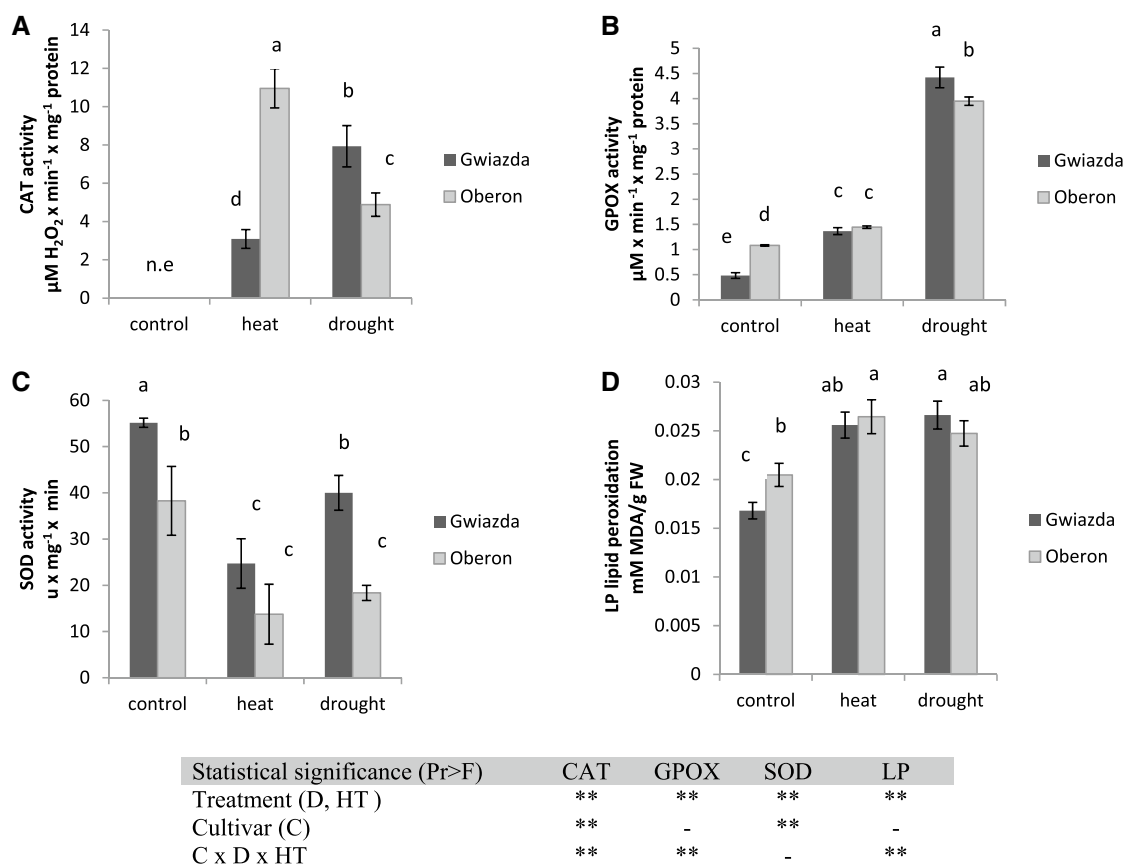 A
CAT activity
µM H₂O₂ x min⁻¹ x mg⁻¹ protein
14
12
10
8
6
4
2
0
n.e
d
a
b
c
control heat drought
Gwiazda
Oberon
B
GPOX activity
µM x min⁻¹ x mg⁻¹ protein
5
4.5
4
3.5
3
2.5
2
1.5
1
0.5
0
e
d
c
c
a
b
control heat drought
Gwiazda
Oberon
C
SOD activity
u x mg⁻¹ x min
60
50
40
30
20
10
0
a
b
c
c
b
c
control heat drought
Gwiazda
Oberon
D
LP lipid peroxidation
mM MDA/g FW
0.03
0.025
0.02
0.015
0.01
0.005
0
c
b
ab
a
a
ab
control heat drought
Gwiazda
Oberon
Statistical significance (Pr>F) CAT GPOX SOD LP
Treatment (D, HT ) ** ** ** **
Cultivar (C) ** - ** -
C x D x HT ** ** - **